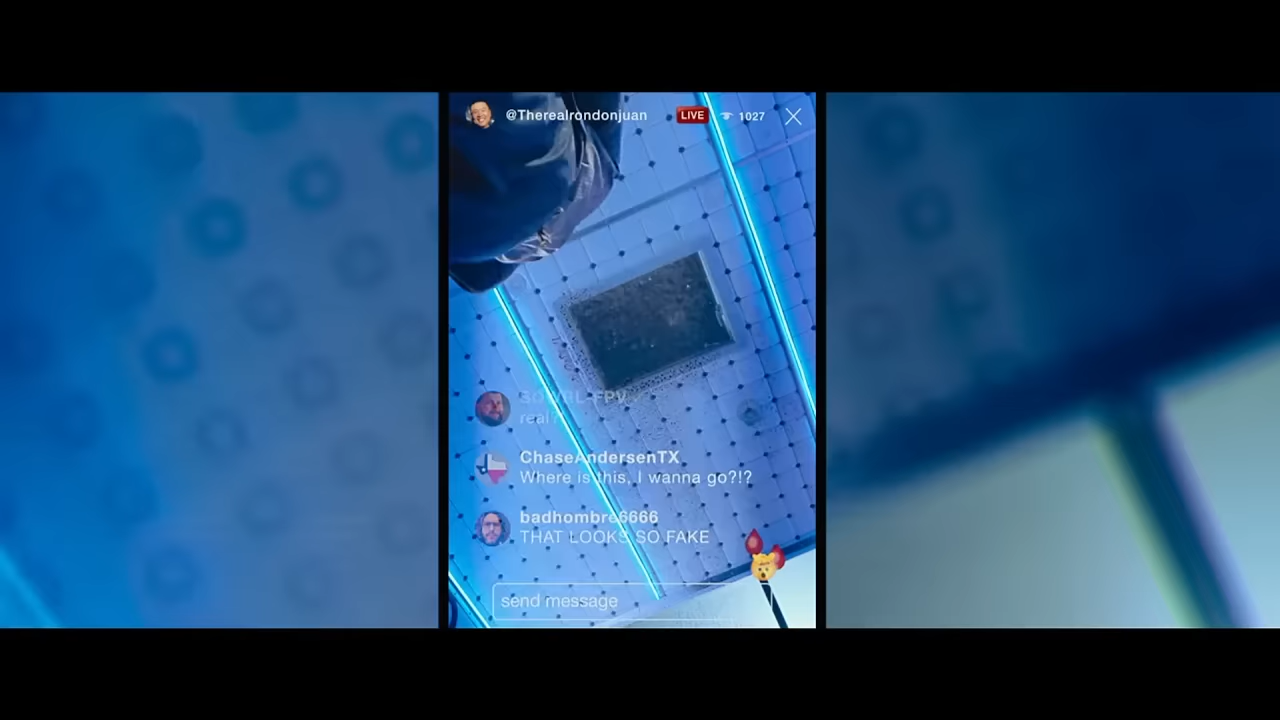 @Therealrondonjuan
LIVE
1027
real?
ChaseAndersenTX
Where is this, I wanna go?!?
badhombre6666
THAT LOOKS SO FAKE
send message